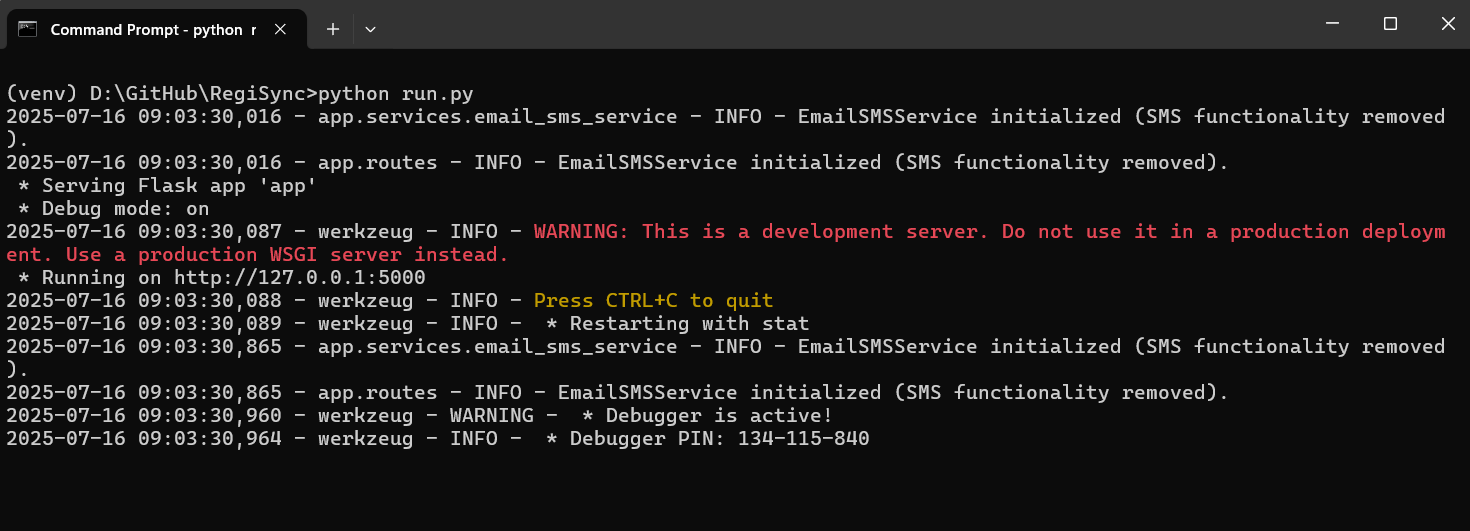 Command Prompt - python r
(venv) D:\GitHub\RegiSync>python run.py
2025-07-16 09:03:30,016 - app.services.email_sms_service - INFO - EmailSMSService initialized (SMS functionality removed
).
2025-07-16 09:03:30,016 - app.routes - INFO - EmailSMSService initialized (SMS functionality removed).
 * Serving Flask app 'app'
 * Debug mode: on
2025-07-16 09:03:30,087 - werkzeug - INFO - WARNING: This is a development server. Do not use it in a production deploym
ent. Use a production WSGI server instead.
 * Running on http://127.0.0.1:5000
2025-07-16 09:03:30,088 - werkzeug - INFO - Press CTRL+C to quit
2025-07-16 09:03:30,089 - werkzeug - INFO -  * Restarting with stat
2025-07-16 09:03:30,865 - app.services.email_sms_service - INFO - EmailSMSService initialized (SMS functionality removed
).
2025-07-16 09:03:30,865 - app.routes - INFO - EmailSMSService initialized (SMS functionality removed).
2025-07-16 09:03:30,960 - werkzeug - WARNING -  * Debugger is active!
2025-07-16 09:03:30,964 - werkzeug - INFO -  * Debugger PIN: 134-115-840